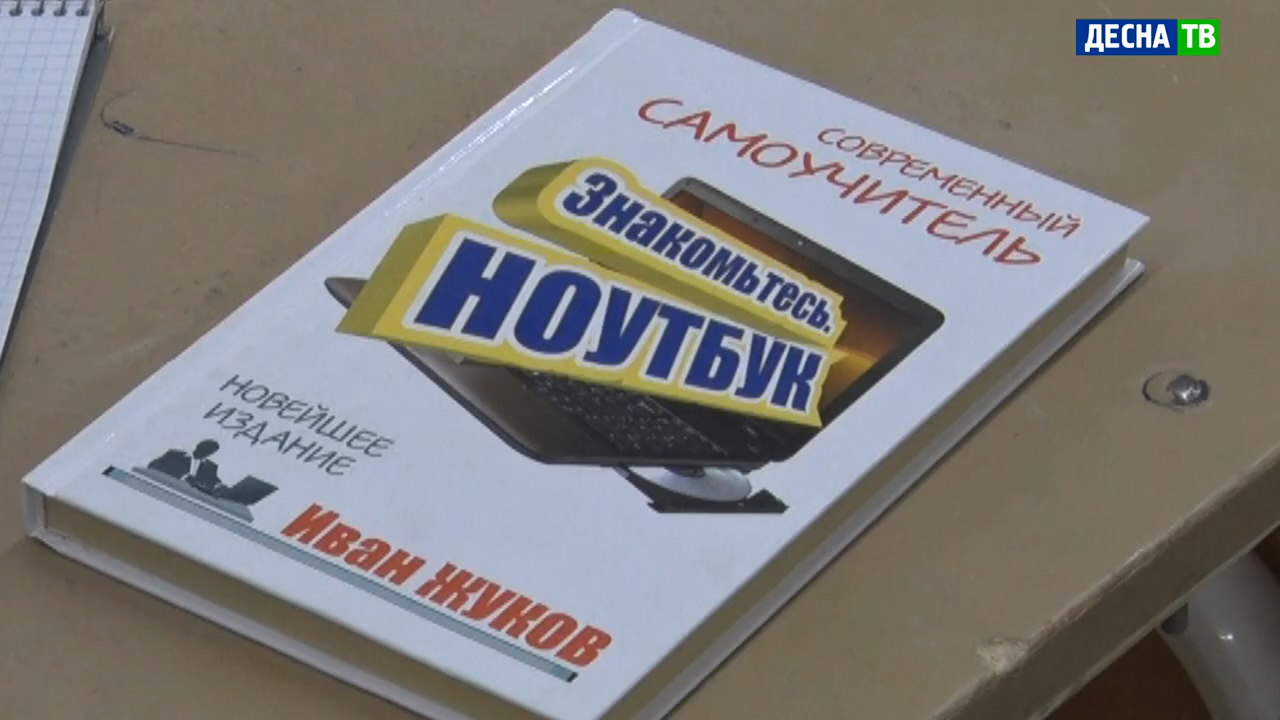 ДЕСНА ТВ
СОВРЕМЕННЫЙ
САМОУЧИТЕЛЬ
Знакомьтесь.
НОУТБУК
НОВЕЙШЕЕ
ИЗДАНИЕ
Иван Жуков